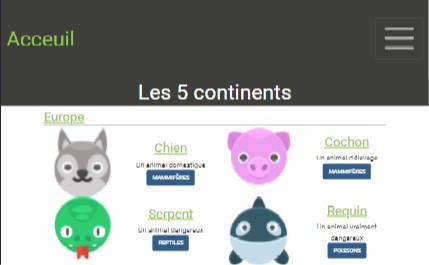 Acceuil
Les 5 continents
Europe
Chien
Un animal domestique
MAMMIFÈRES
Cochon
Un animal d'élevage
MAMMIFÈRES
Serpent
Un animal dangereux
REPTILES
Requin
Un animal vraiment
dangereux
POISSONS